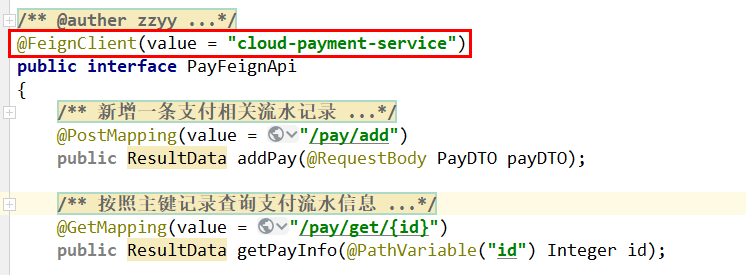 /** @auther zzyy ...*/
@FeignClient(value = "cloud-payment-service")
public interface PayFeignApi
{
/** 新增一条支付相关流水记录 ...*/
@PostMapping(value = "/pay/add")
public ResultData addPay(@RequestBody PayDTO payDTO);
/** 按照主键记录查询支付流水信息 ...*/
@GetMapping(value = "/pay/get/{id}")
public ResultData getPayInfo(@PathVariable("id") Integer id);